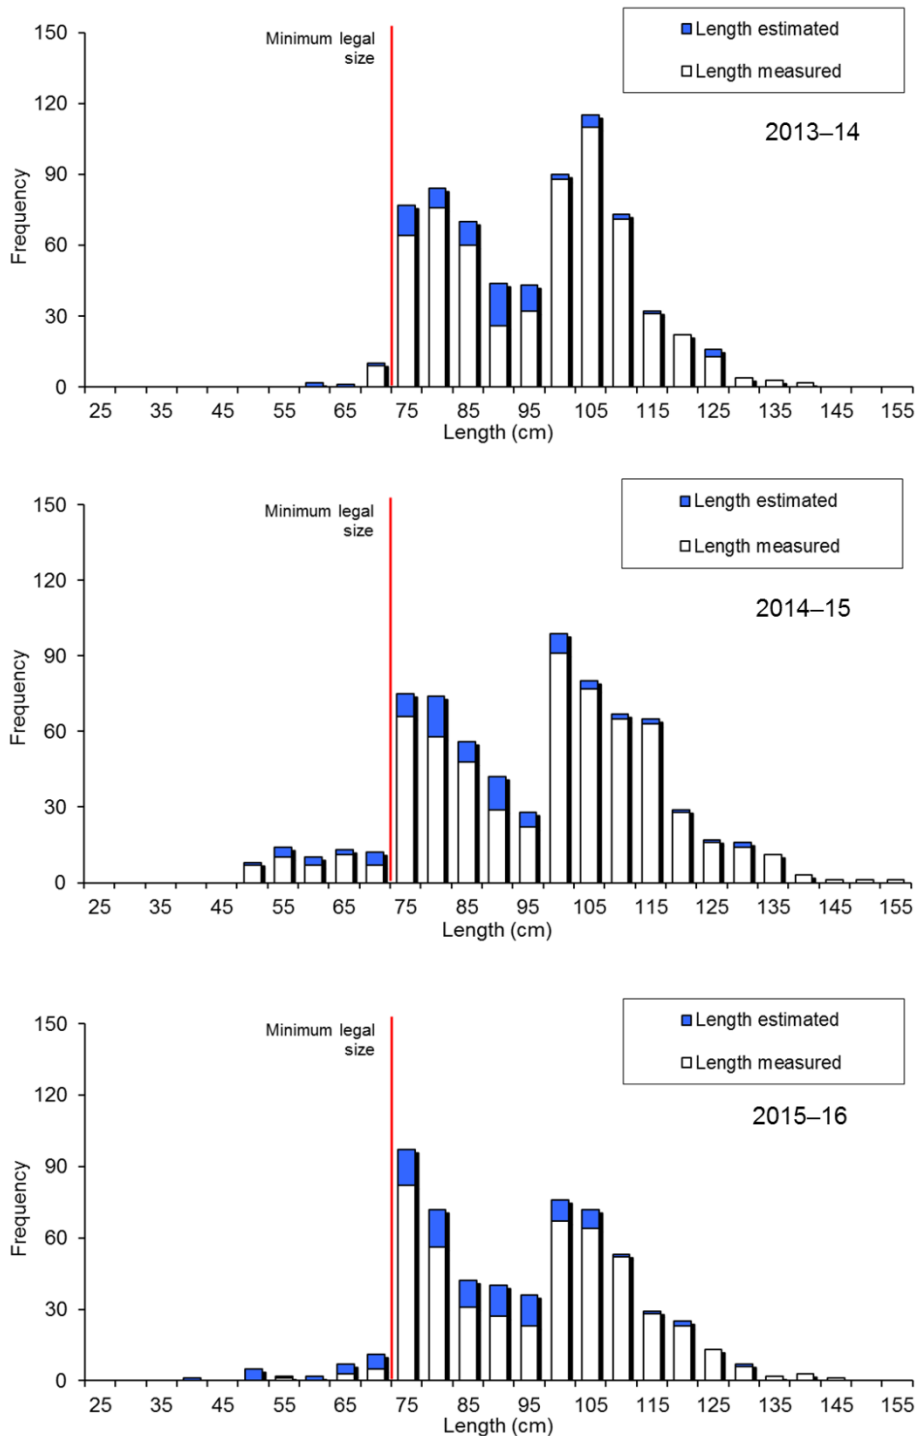 150
120
90
60
30
0
Frequency
Minimum legal
size
Length estimated
Length measured
2013–14
25 35 45 55 65 75 85 95 105 115 125 135 145 155
Length (cm)
150
120
90
60
30
0
Frequency
Minimum legal
size
Length estimated
Length measured
2014–15
25 35 45 55 65 75 85 95 105 115 125 135 145 155
Length (cm)
150
120
90
60
30
0
Frequency
Minimum legal
size
Length estimated
Length measured
2015–16
25 35 45 55 65 75 85 95 105 115 125 135 145 155
Length (cm)